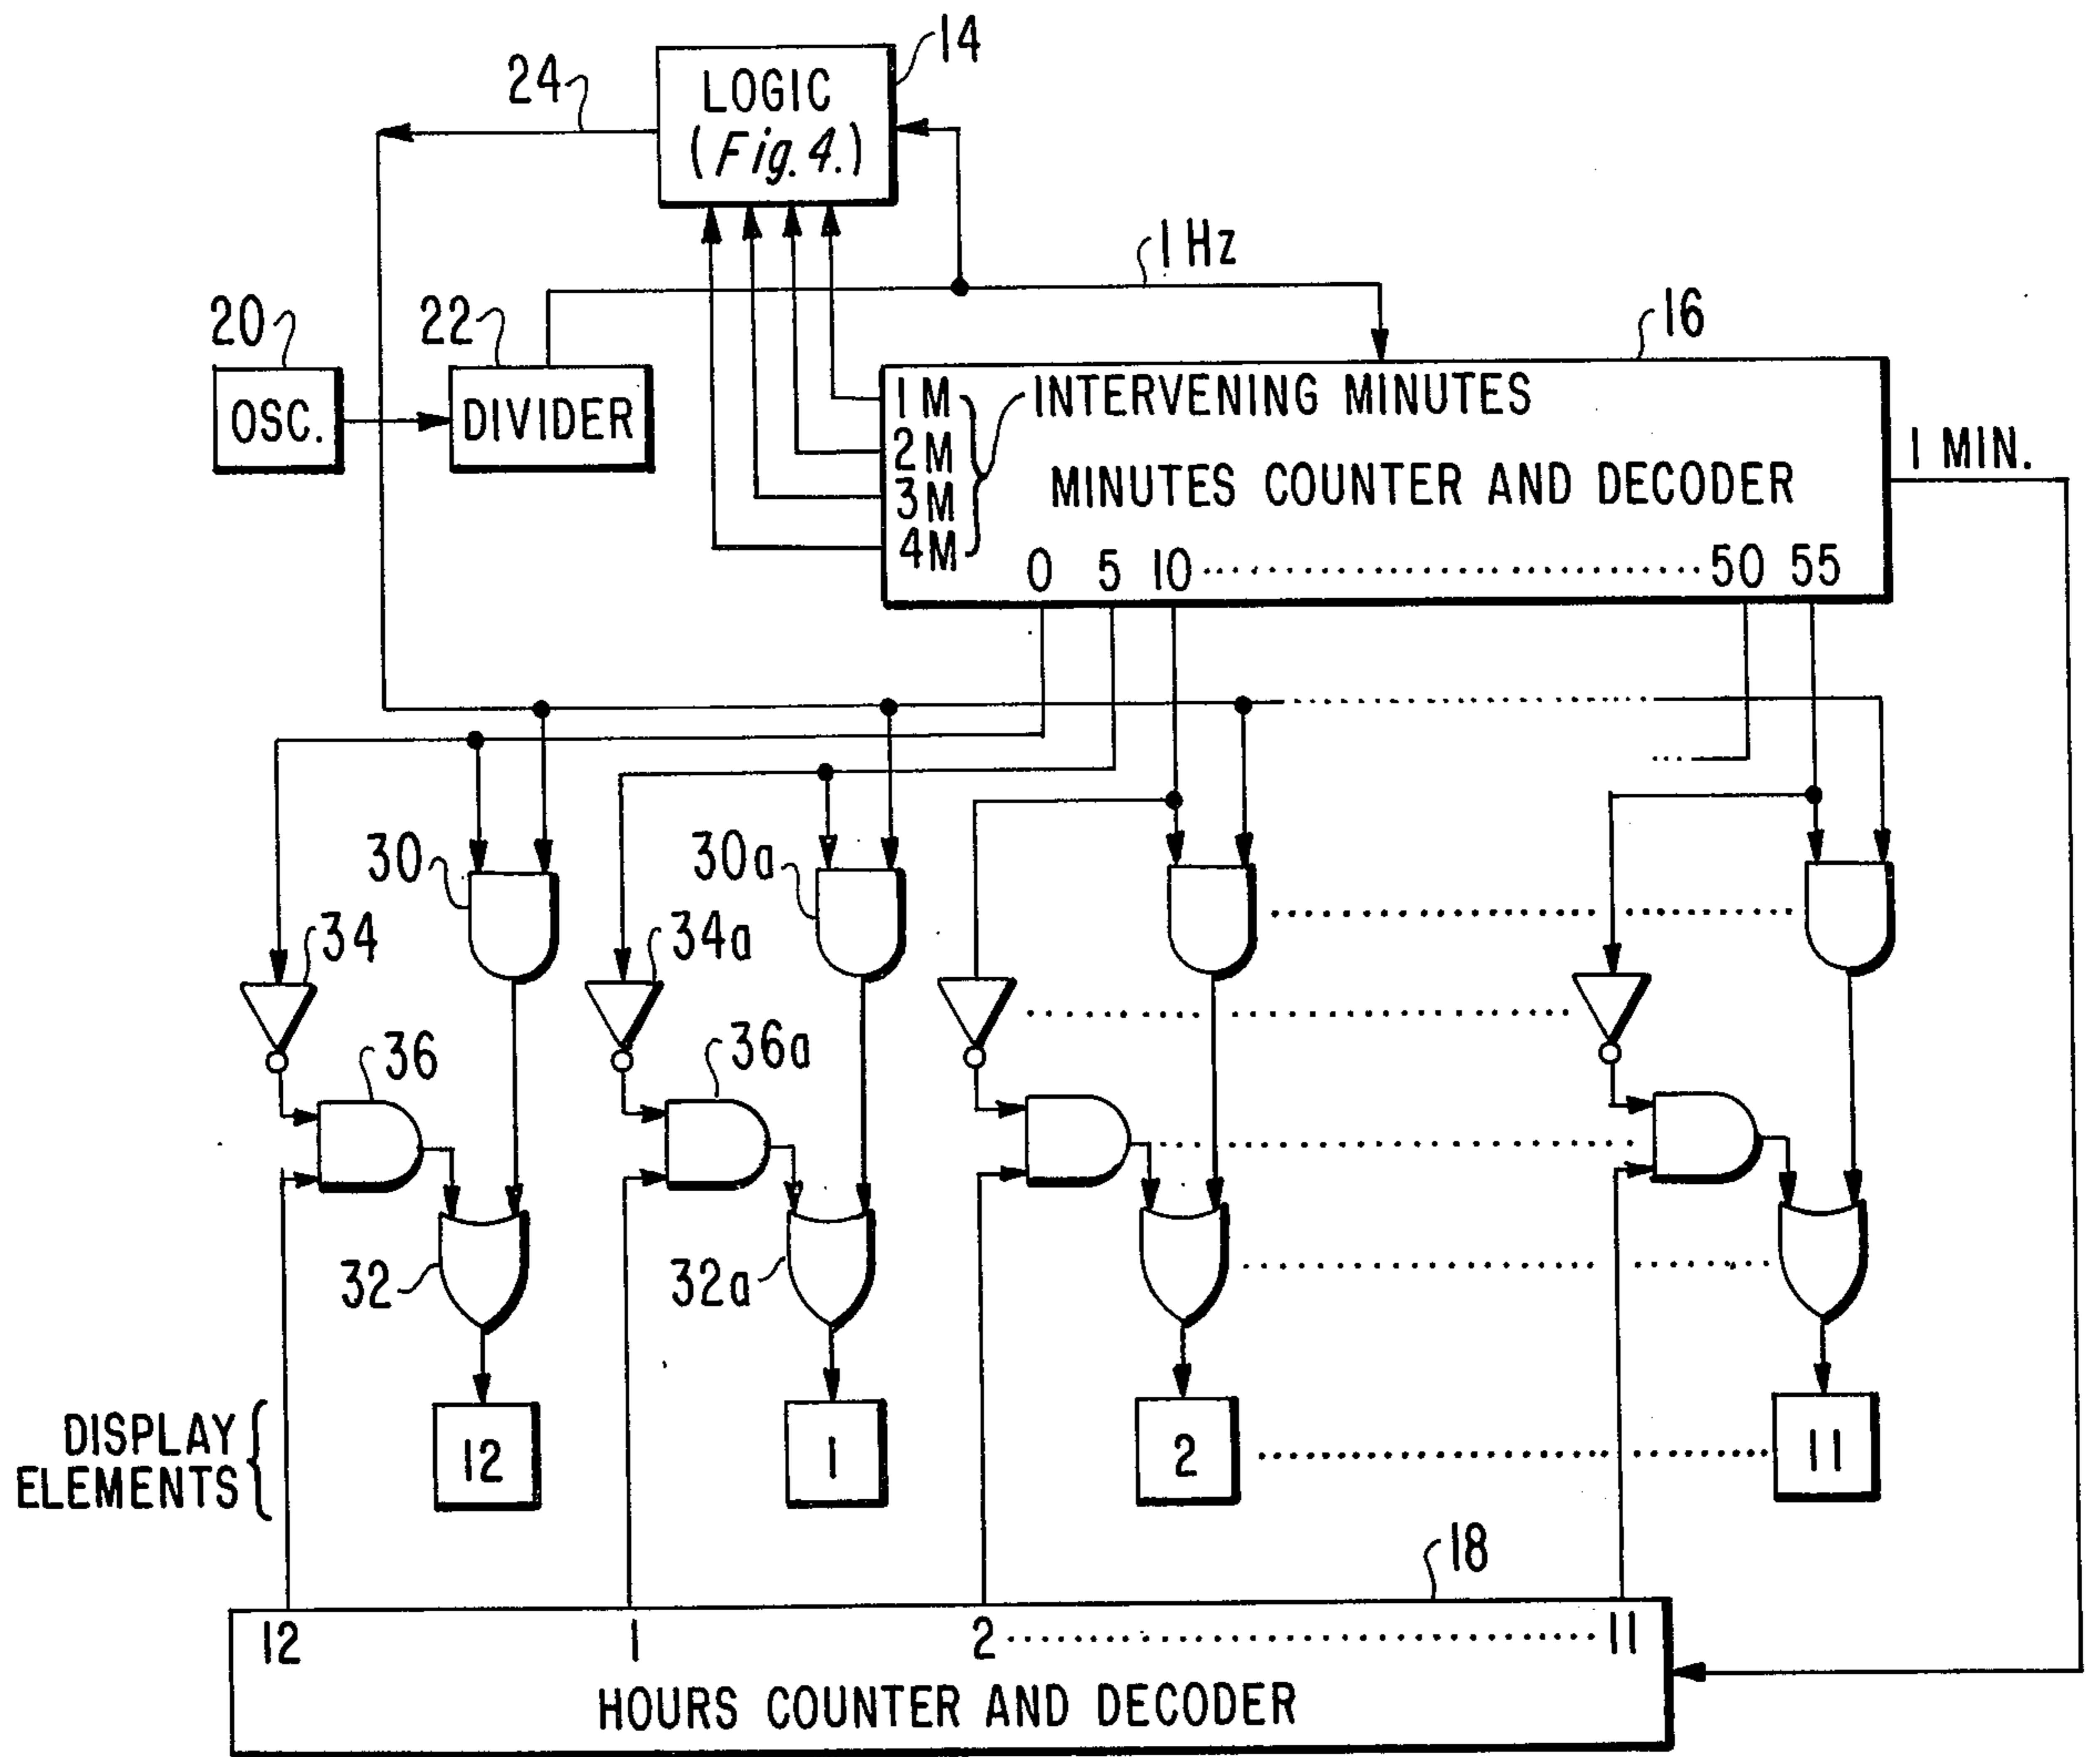 14
24
LOGIC
(Fig. 4.)
1 Hz
20
22
16
OSC.
DIVIDER
1 M
INTERVENING MINUTES
2 M
3 M
4 M
MINUTES COUNTER AND DECODER
1 MIN.
0 5 10 50 55
30
30a
34
34a
36
36a
32
32a
DISPLAY
ELEMENTS
12 1 2 11
18
12 1 2 11
HOURS COUNTER AND DECODER